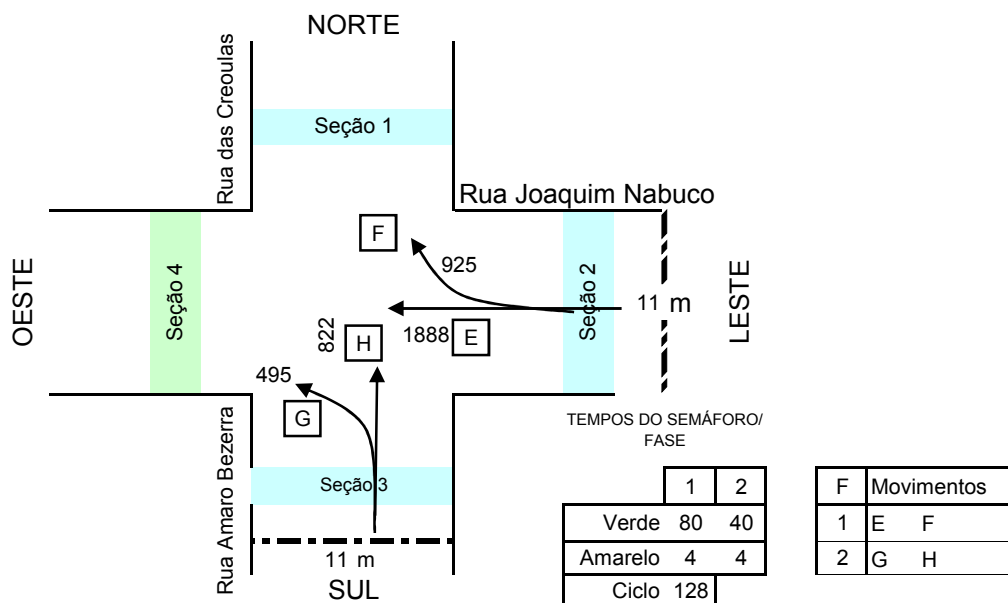 NORTE
Rua das Creoulas
Seção 1
Rua Joaquim Nabuco
F
925
OESTE
Seção 4
Seção 2
11 m
LESTE
822
H
1888
E
495
G
TEMPOS DO SEMÁFORO/
FASE
Rua Amaro Bezerra
Seção 3
11 m
SUL
1 2
Verde 80 40
Amarelo 4 4
Ciclo 128
F Movimentos
1 E F
2 G H